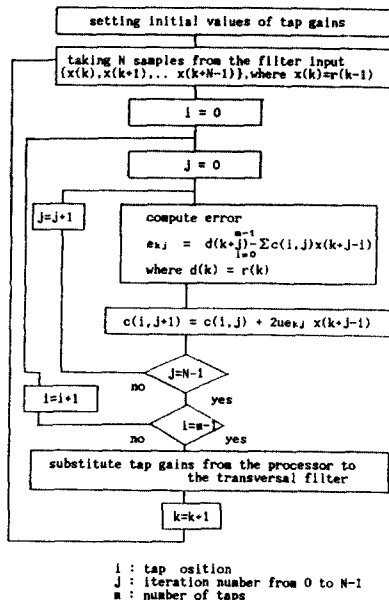 setting initial values of tap gains
taking N samples from the filter input
{x(k),x(k+1),.. x(k+N-1)},where x(k)=r(k-1)
i = 0
j = 0
j=j+1
compute error
m-1
ekj = d(k+j)-Σc(i,j)x(k+j-i)
i=0
where d(k) = r(k)
c(i,j+1) = c(i,j) + 2uekj x(k+j-i)
j=N-1
no
yes
i=i+1
i=m-1
no
yes
substitute tap gains from the processor to
the transversal filter
k=k+1
i : tap osition
j : iteration number from 0 to N-1
m : number of taps